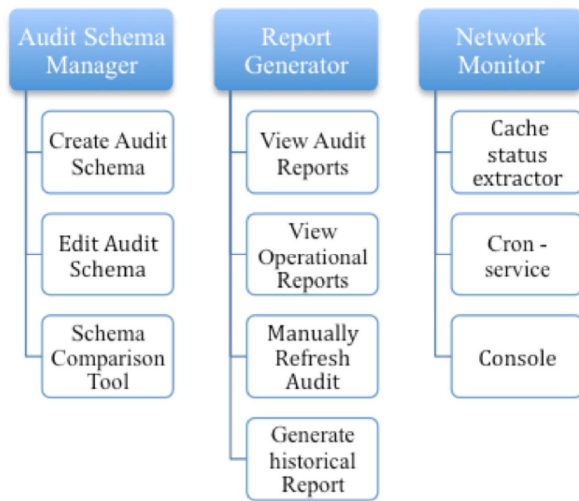 Audit Schema
Manager
Create Audit
Schema
Edit Audit
Schema
Schema
Comparison
Tool
Report
Generator
View Audit
Reports
View
Operational
Reports
Manually
Refresh
Audit
Generate
historical
Report
Network
Monitor
Cache
status
extractor
Cron -
service
Console